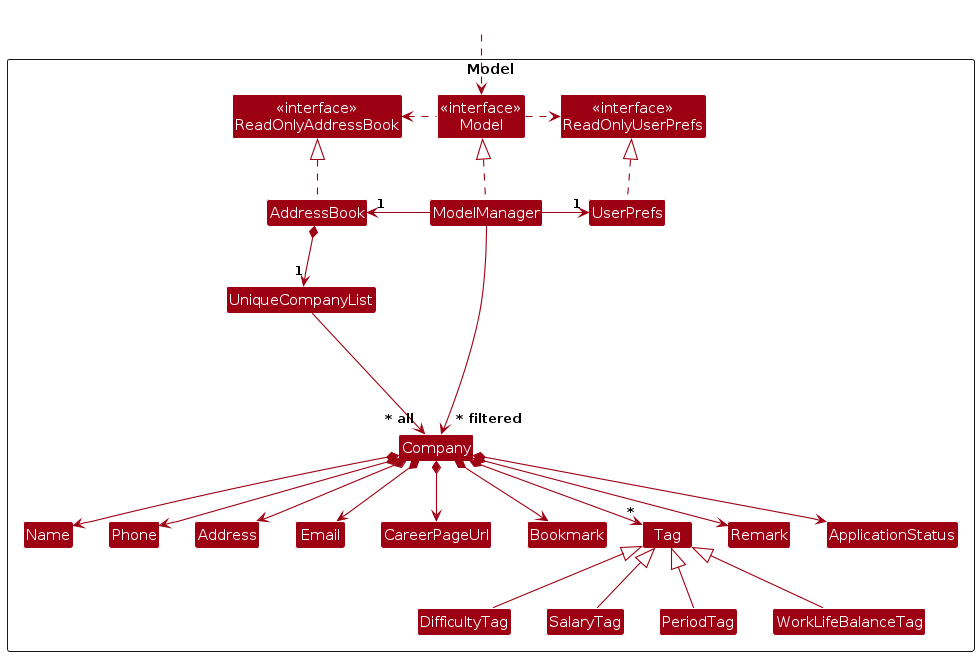 Model
«interface»
ReadOnlyAddressBook
«interface»
Model
«interface»
ReadOnlyUserPrefs
AddressBook
1
ModelManager
1
UserPrefs
1
UniqueCompanyList
* all
* filtered
Company
*
Name
Phone
Address
Email
CareerPageUrl
Bookmark
Tag
Remark
ApplicationStatus
DifficultyTag
SalaryTag
PeriodTag
WorkLifeBalanceTag